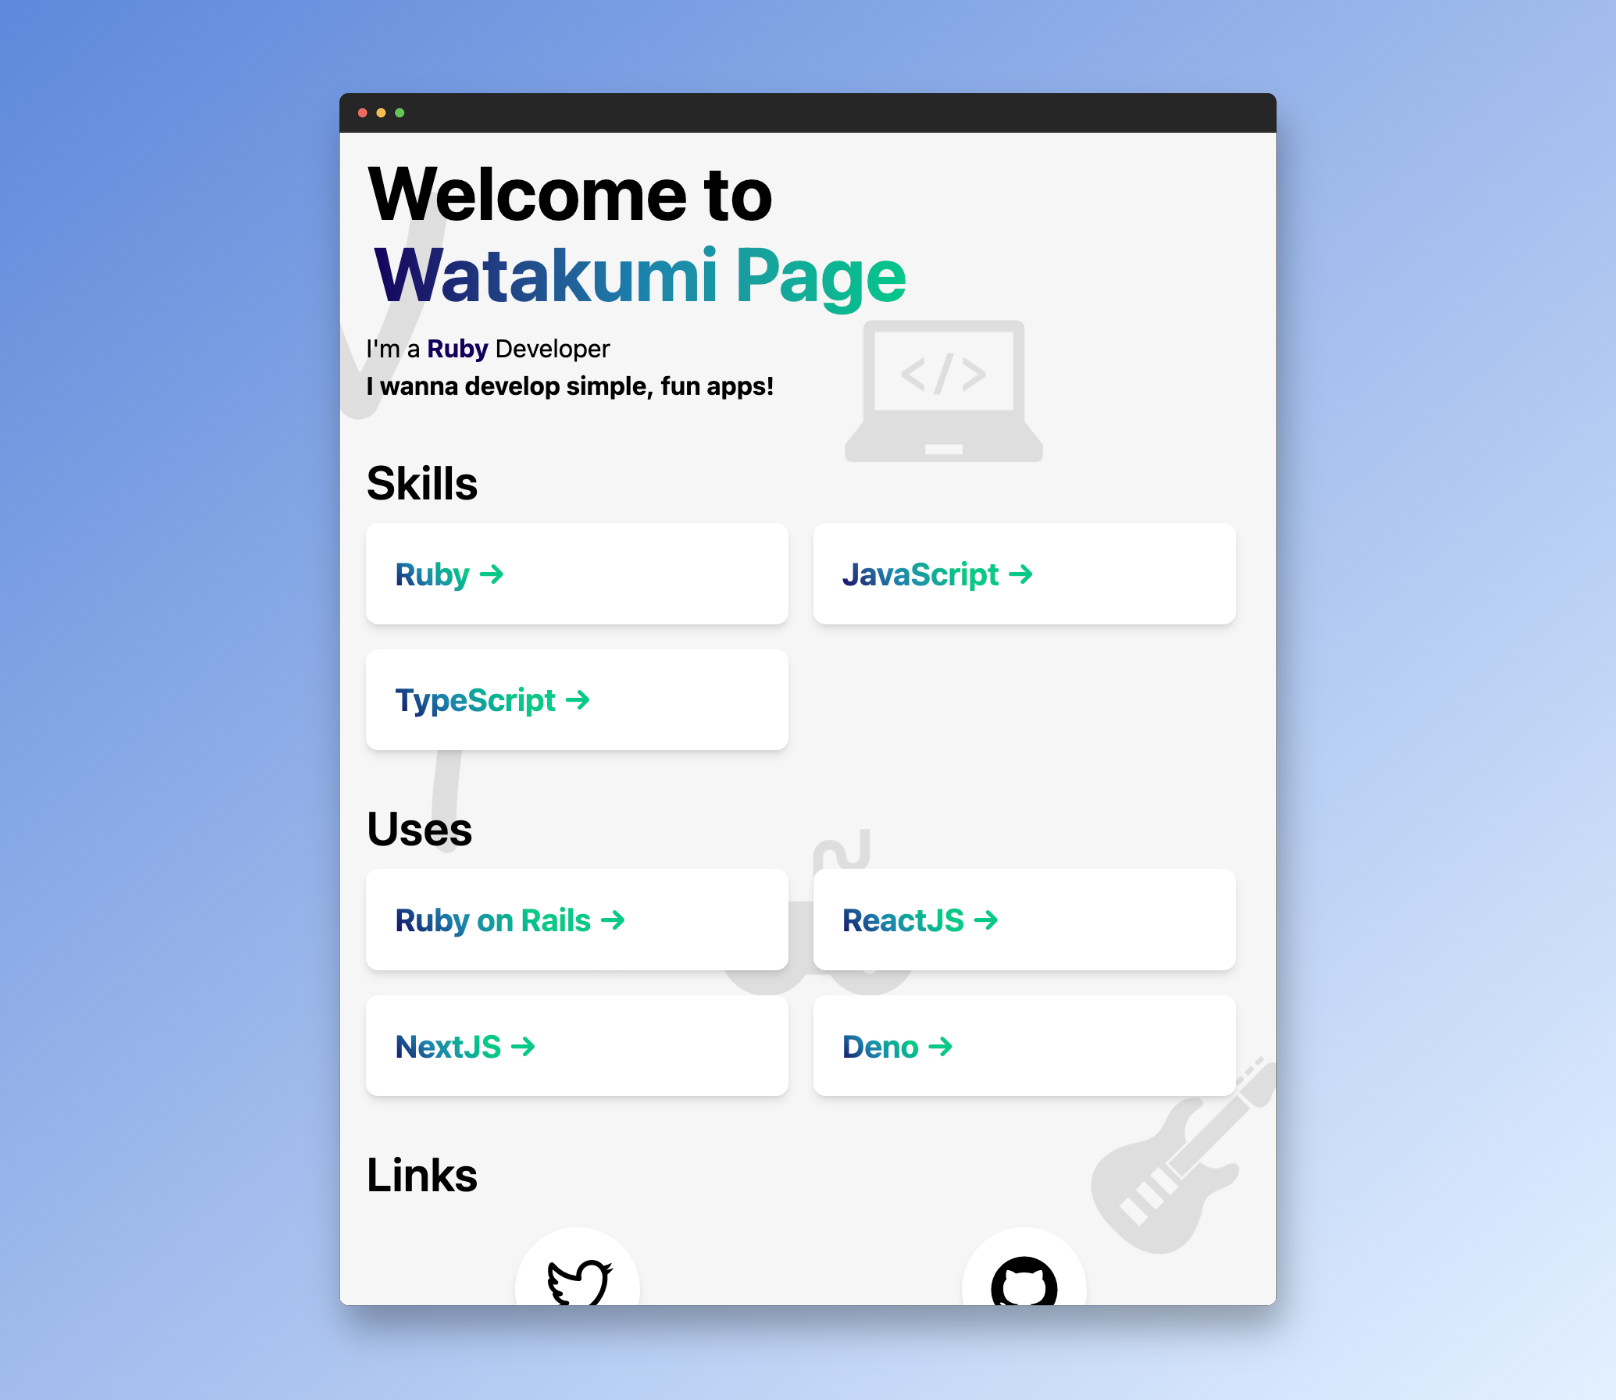 Welcome to
Watakumi Page
I'm a Ruby Developer
I wanna develop simple, fun apps!
Skills
Ruby →
JavaScript →
TypeScript →
Uses
Ruby on Rails →
ReactJS →
NextJS →
Deno →
Links